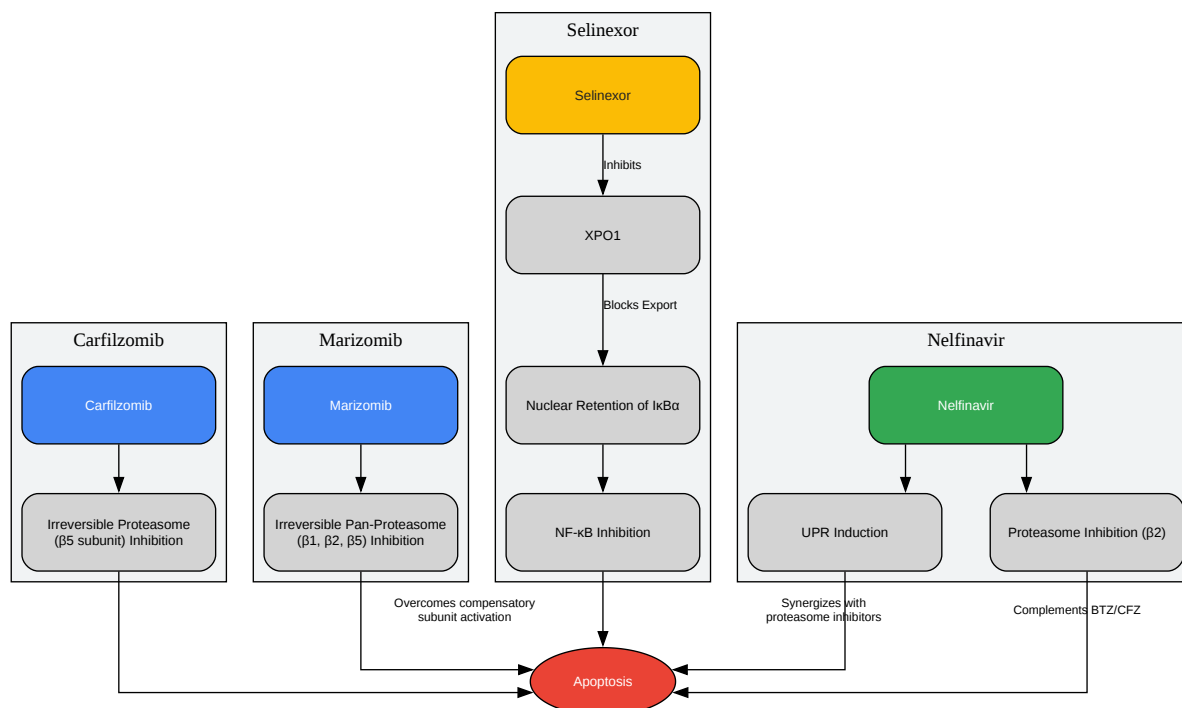 Selinexor
Selinexor
Inhibits
XPO1
Blocks Export
Carfilzomib
Marizomib
Nelfinavir
Carfilzomib
Marizomib
Nuclear Retention of IκBα
Nelfinavir
Irreversible Proteasome
(β5 subunit) Inhibition
Irreversible Pan-Proteasome
(β1, β2, β5) Inhibition
NF-κB Inhibition
UPR Induction
Proteasome Inhibition (β2)
Overcomes compensatory
subunit activation
Synergizes with
proteasome inhibitors
Complements BTZ/CFZ
Apoptosis